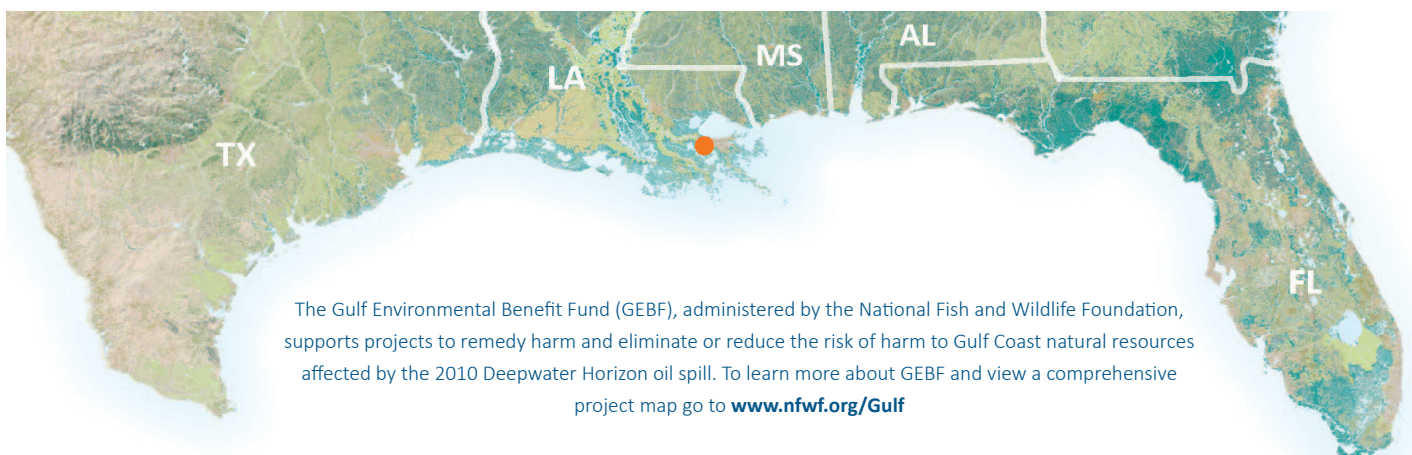 AL
MS
LA
TX
FL
The Gulf Environmental Benefit Fund (GEBF), administered by the National Fish and Wildlife Foundation,
supports projects to remedy harm and eliminate or reduce the risk of harm to Gulf Coast natural resources
affected by the 2010 Deepwater Horizon oil spill. To learn more about GEBF and view a comprehensive
project map go to www.nfwf.org/Gulf